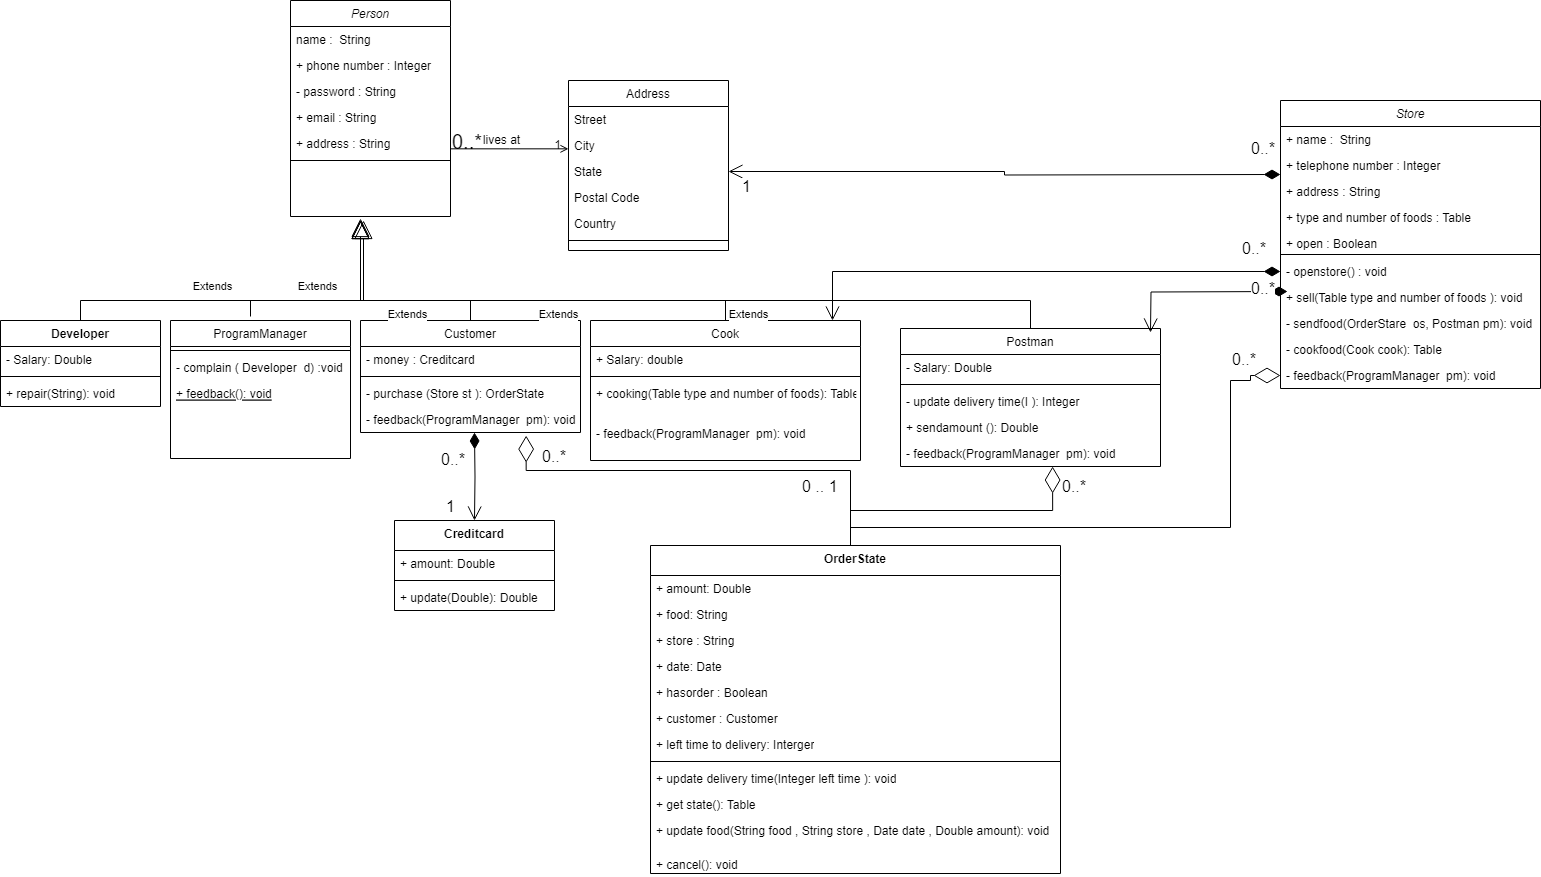 Person
name :  String
+ phone number : Integer
- password : String
+ email : String
+ address : String
0..*
lives at
1
Address
Street
City
State
Postal Code
Country
1
0..*
Store
+ name :  String
+ telephone number : Integer
+ address : String
+ type and number of foods : Table
+ open : Boolean
- openstore() : void
+ sell(Table type and number of foods ): void
- sendfood(OrderStare  os, Postman pm): void
- cookfood(Cook cook): Table
- feedback(ProgramManager  pm): void
0..*
0..*
0..*
Extends
Extends
Extends
Extends
Extends
Developer
- Salary: Double
+ repair(String): void
ProgramManager
- complain ( Developer  d) :void
+ feedback(): void
Customer
- money : Creditcard
- purchase (Store st ): OrderState
- feedback(ProgramManager  pm): void
Cook
+ Salary: double
+ cooking(Table type and number of foods): Table
- feedback(ProgramManager  pm): void
Postman
- Salary: Double
- update delivery time(I ): Integer
+ sendamount (): Double
- feedback(ProgramManager  pm): void
0..*
0..*
0 .. 1
0..*
1
Creditcard
+ amount: Double
+ update(Double): Double
OrderState
+ amount: Double
+ food: String
+ store : String
+ date: Date
+ hasorder : Boolean
+ customer : Customer
+ left time to delivery: Interger
+ update delivery time(Integer left time ): void
+ get state(): Table
+ update food(String food , String store , Date date , Double amount): void
+ cancel(): void